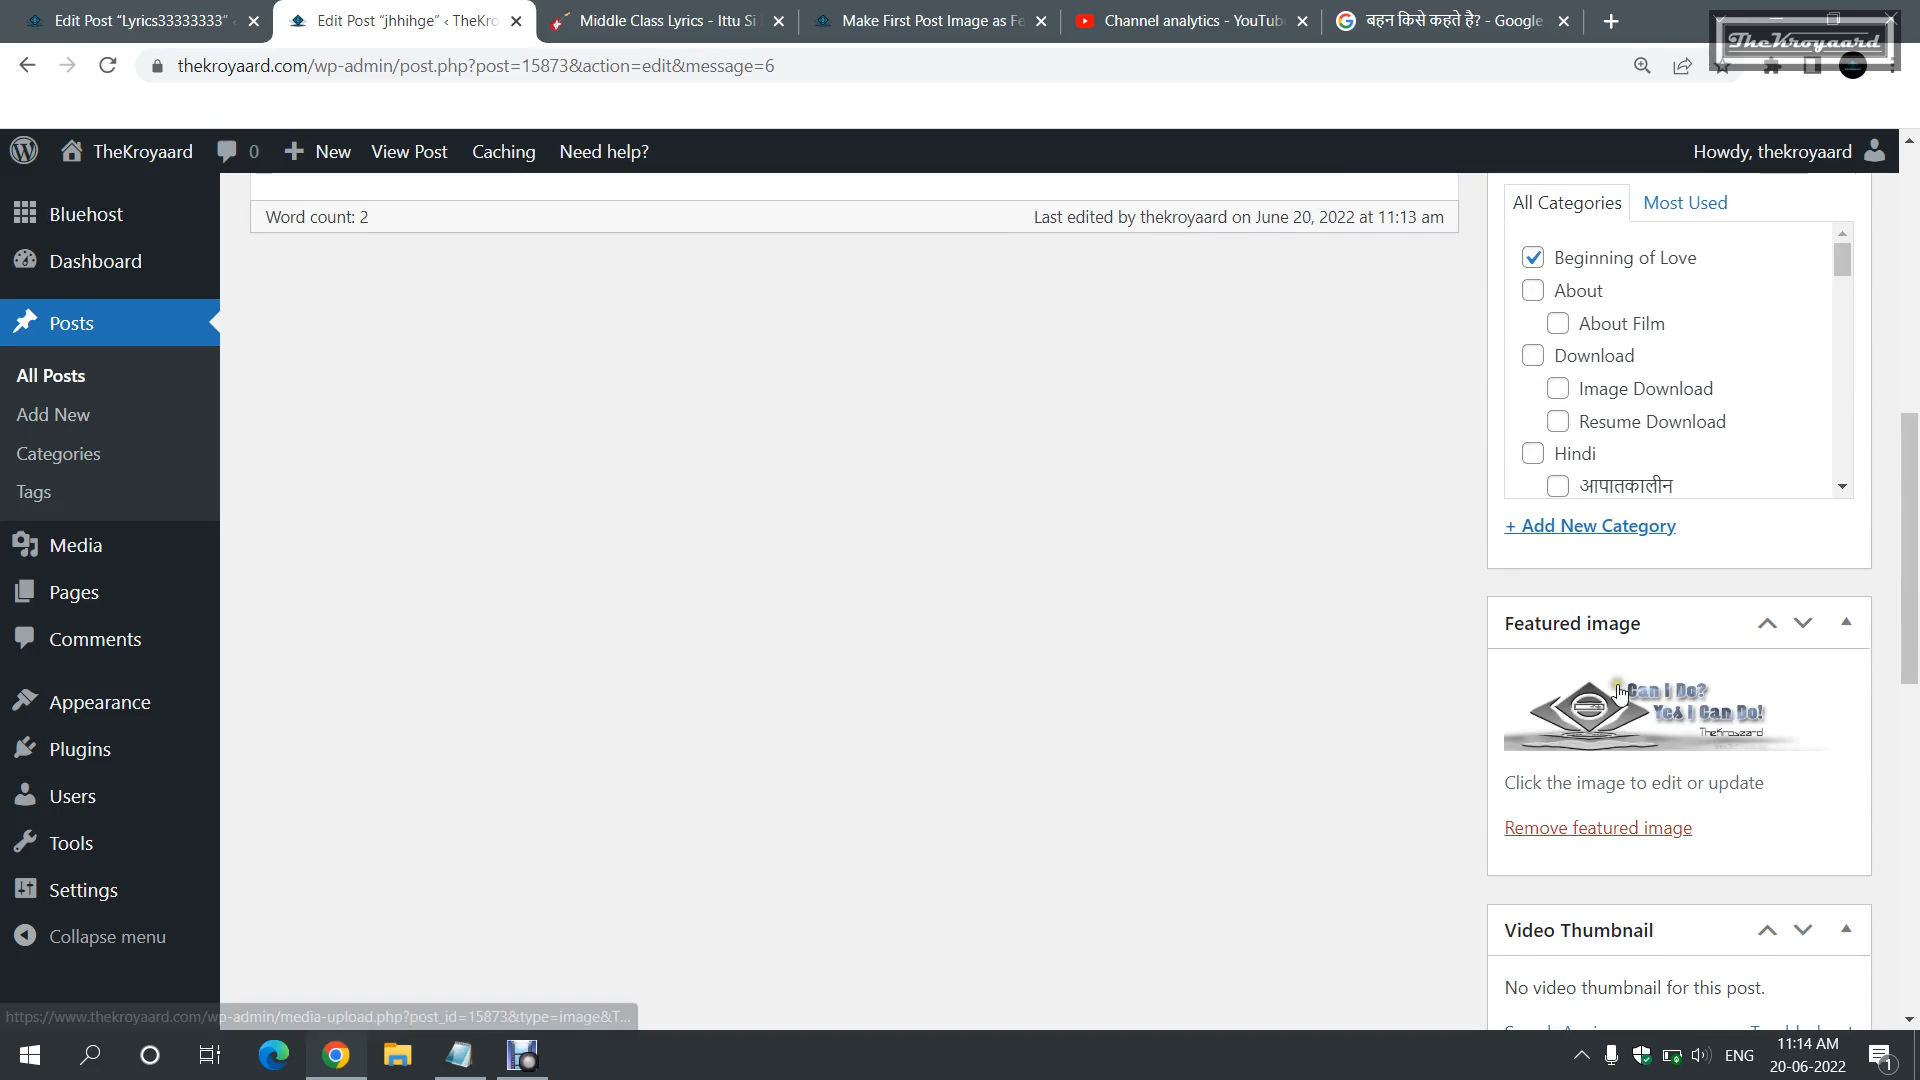 Edit Post “Lyrics33333333” ‹
Edit Post “jhhihge” ‹ TheKro
Middle Class Lyrics - Ittu Si
Make First Post Image as Fe
Channel analytics - YouTub
बहन किसे कहते है? - Google
TheKroyaard
thekroyaard.com/wp-admin/post.php?post=15873&action=edit&message=6
TheKroyaard
0
New
View Post
Caching
Need help?
Howdy, thekroyaard
Bluehost
Dashboard
Posts
All Posts
Add New
Categories
Tags
Media
Pages
Comments
Appearance
Plugins
Users
Tools
Settings
Collapse menu
Word count: 2
Last edited by thekroyaard on June 20, 2022 at 11:13 am
All Categories
Most Used
Beginning of Love
About
About Film
Download
Image Download
Resume Download
Hindi
आपातकालीन
+ Add New Category
Featured image
Can I Do?
Yes I Can Do!
TheKroyaard
Click the image to edit or update
Remove featured image
Video Thumbnail
No video thumbnail for this post.
https://www.thekroyaard.com/wp-admin/media-upload.php?post_id=15873&type=image&T...
ENG
11:14 AM
20-06-2022
1